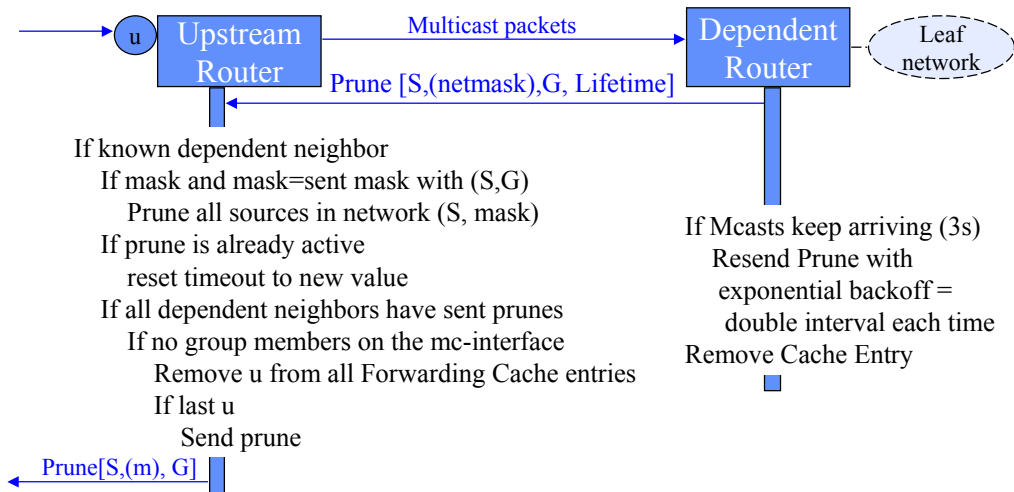 u
Upstream
Router
Multicast packets
Dependent
Router
Leaf
network
Prune [S,(netmask),G, Lifetime]
If known dependent neighbor
If mask and mask=sent mask with (S,G)
Prune all sources in network (S, mask)
If prune is already active
reset timeout to new value
If all dependent neighbors have sent prunes
If no group members on the mc-interface
Remove u from all Forwarding Cache entries
If last u
Send prune
If Mcasts keep arriving (3s)
Resend Prune with
exponential backoff =
double interval each time
Remove Cache Entry
Prune[S,(m), G]